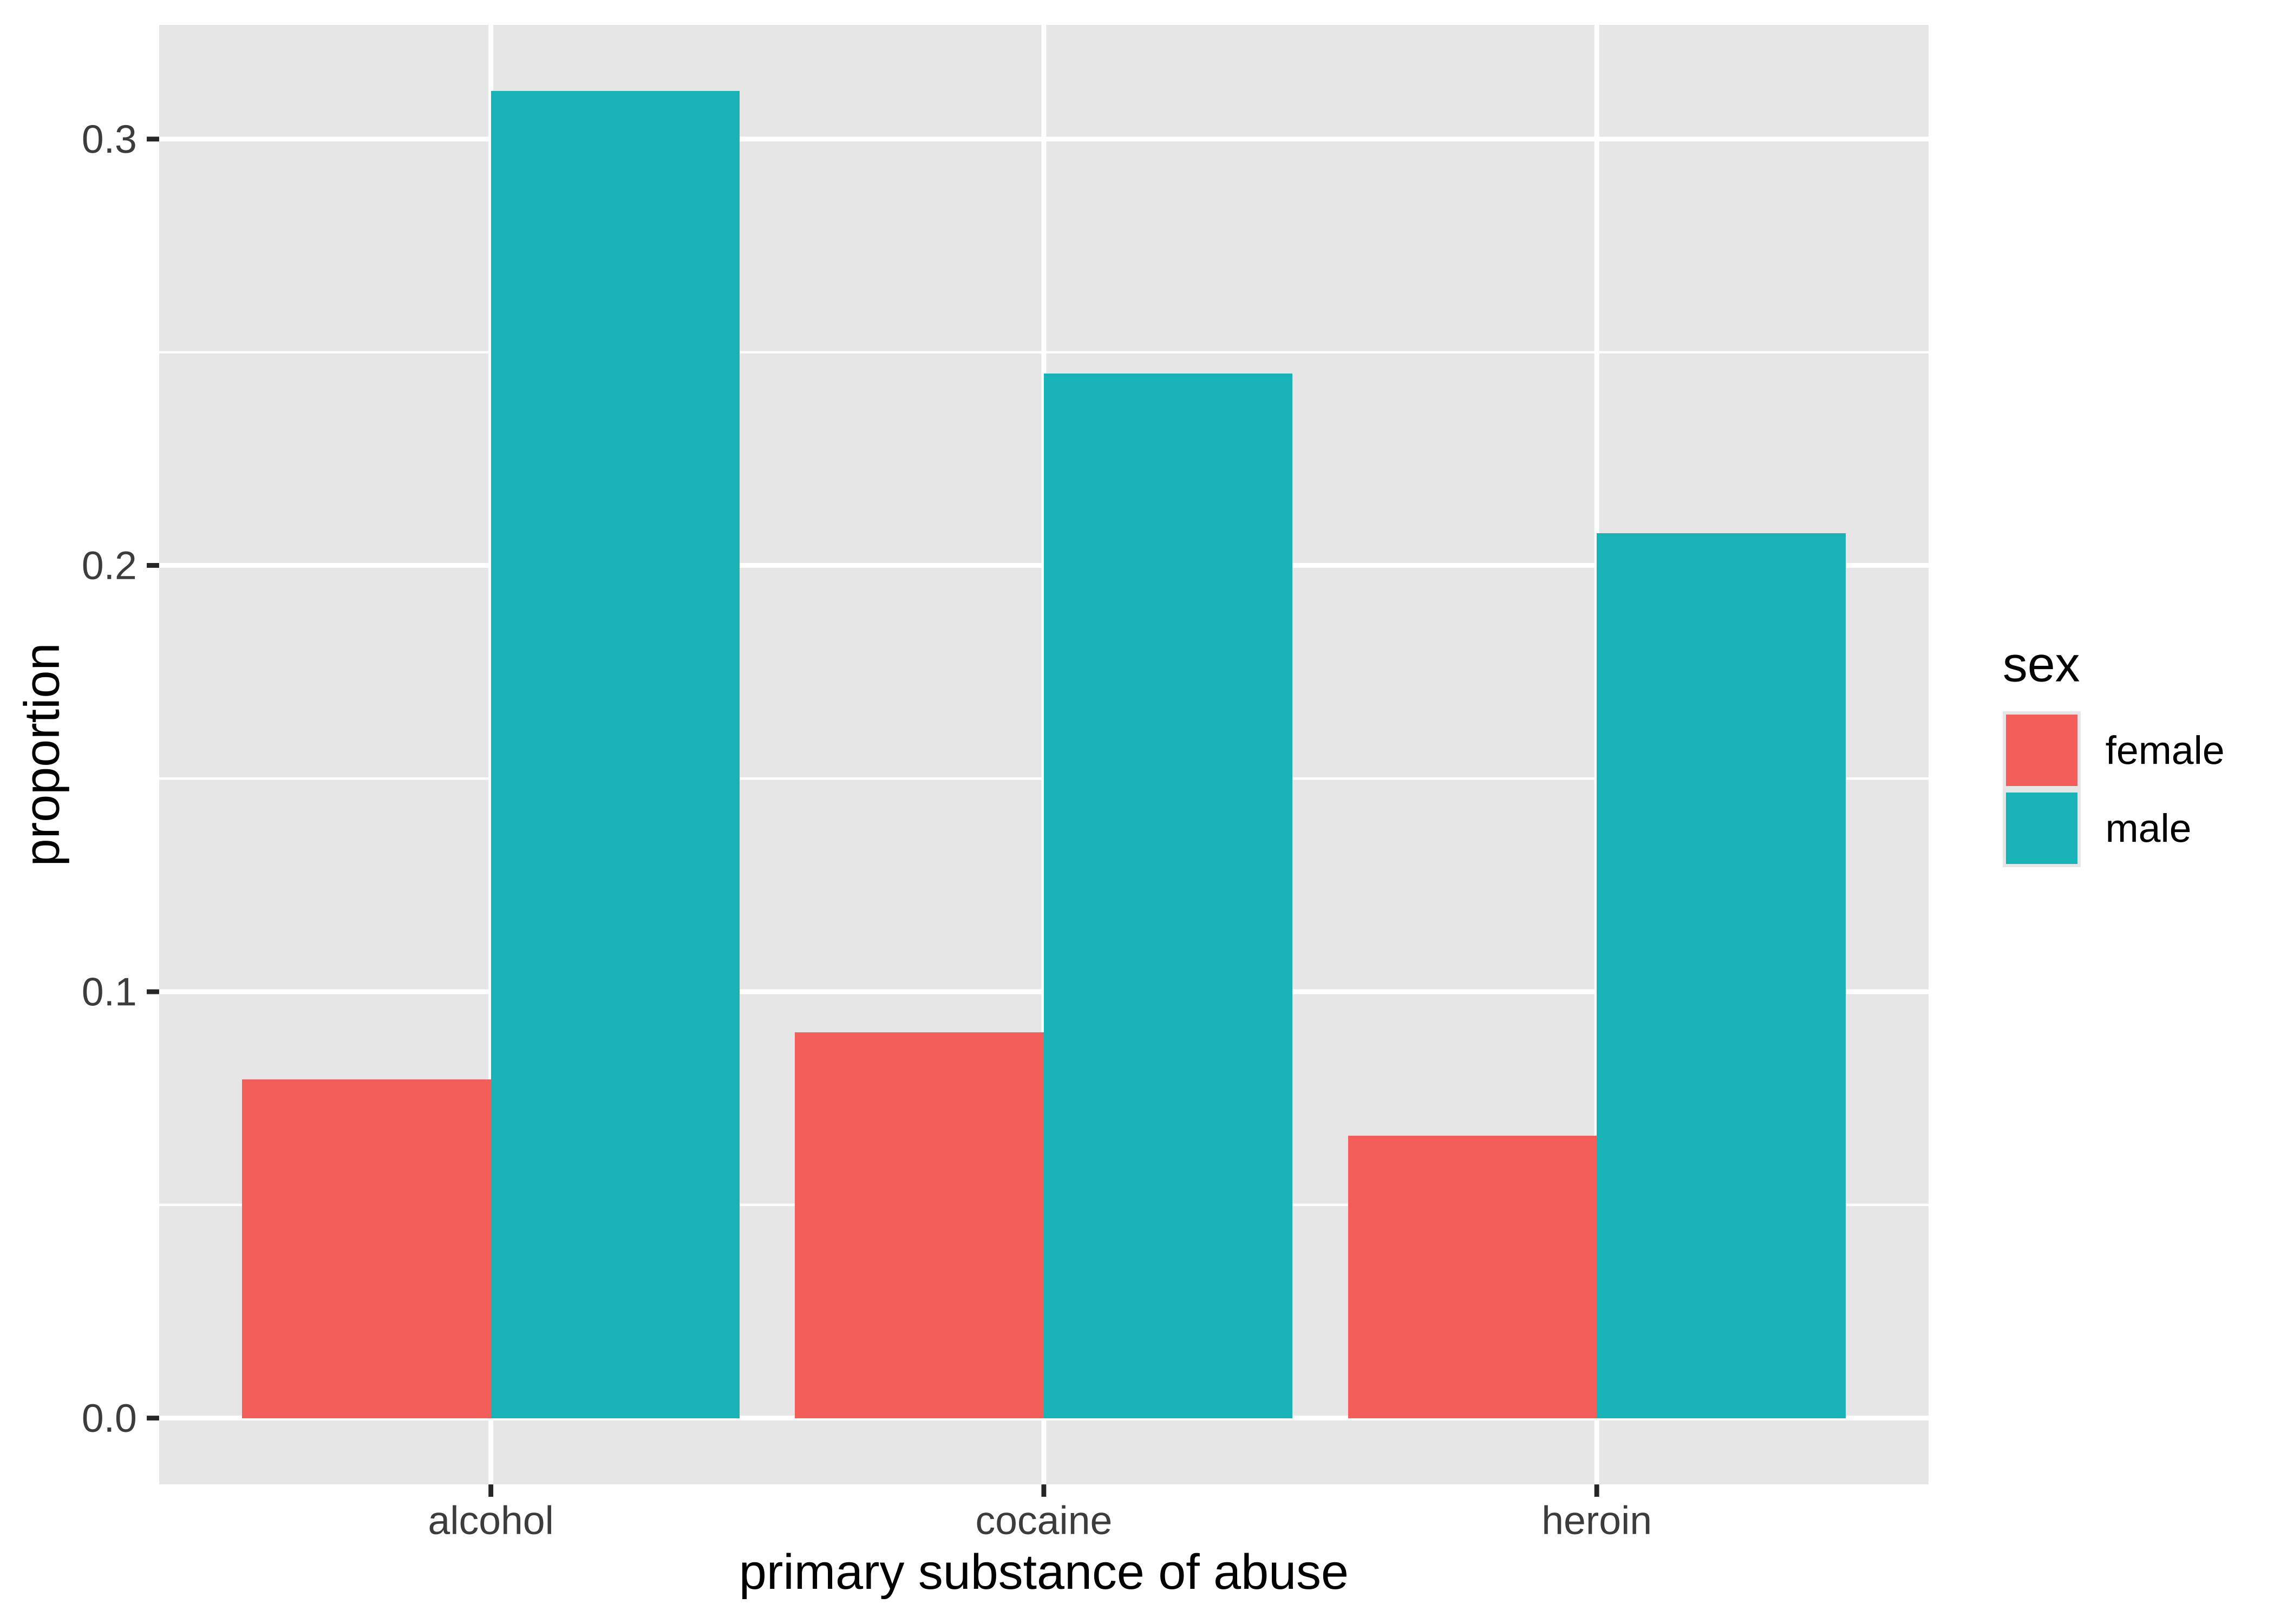 proportion
0.3
0.2
0.1
0.0
alcohol cocaine heroin
primary substance of abuse
sex
female
male